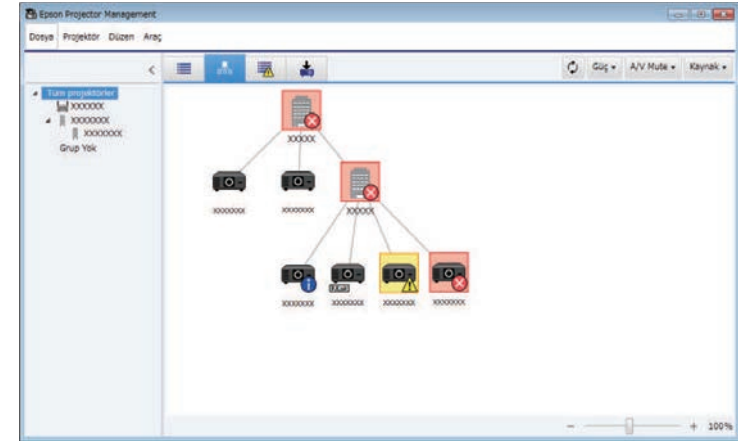 Epson Projector Management
Dosya Projektör Düzen Araç
Güç A/V Mute Kaynak
Tüm projektörler
XXXXXX
XXXXXXX
XXXXXXX
Grup Yok
XXXXX
XXXXXXX XXXXXXX XXXXX
XXXXXXX XXXXXXX XXXXXXX XXXXXXX
100%